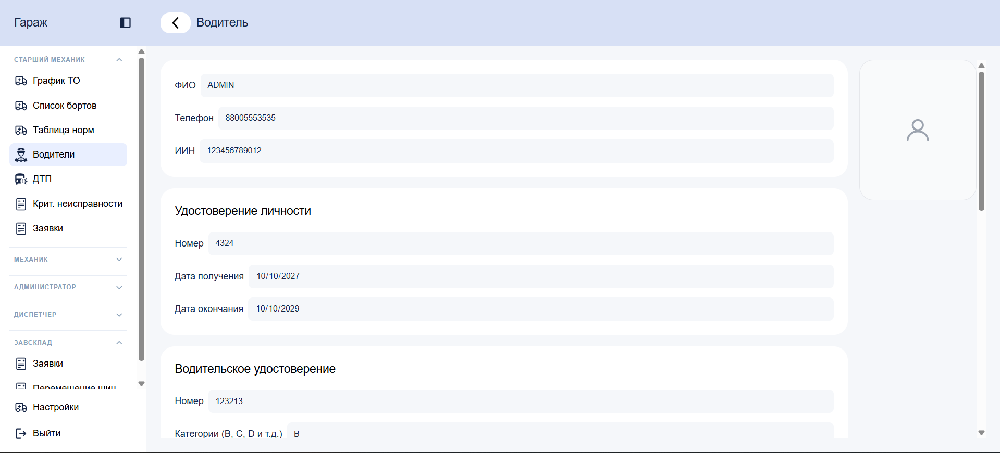 Гараж
Водитель
СТАРШИЙ МЕХАНИК
График ТО
Список бортов
Таблица норм
Водители
ДТП
Крит. неисправности
Заявки
МЕХАНИК
АДМИНИСТРАТОР
ДИСПЕТЧЕР
ЗАВСКЛАД
Заявки
Перемещение шин
Настройки
Выйти
ФИО ADMIN
Телефон 88005553535
ИИН 123456789012
Удостоверение личности
Номер 4324
Дата получения 10/10/2027
Дата окончания 10/10/2029
Водительское удостоверение
Номер 123213
Категории (B, C, D и т.д.) B